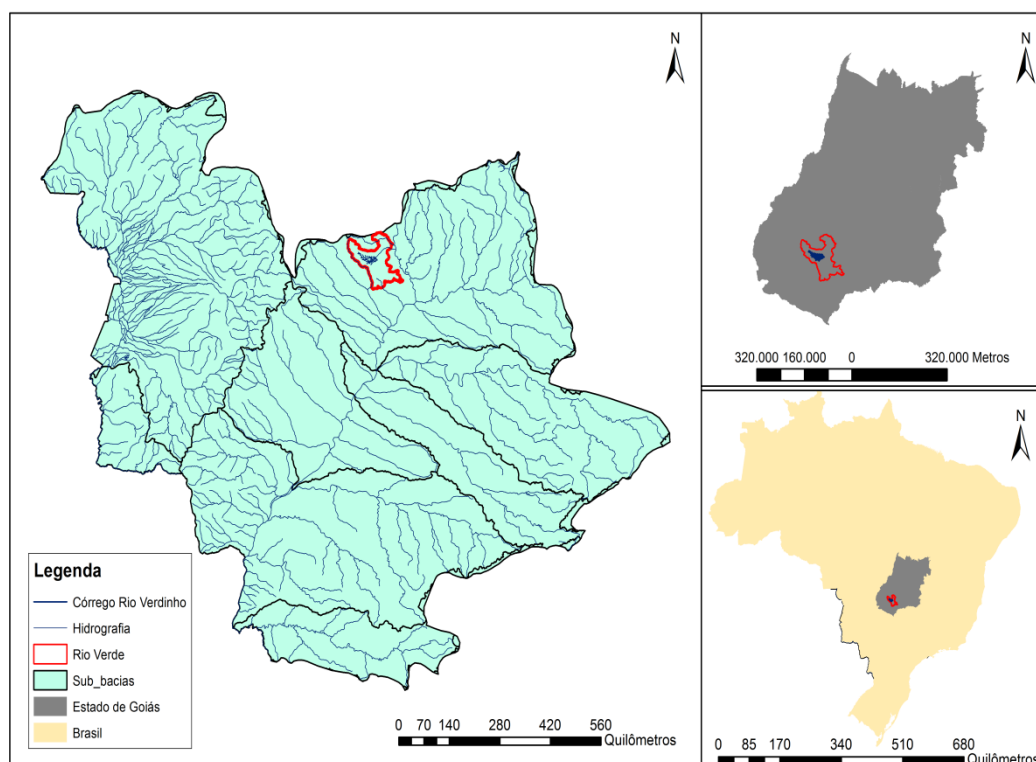 N
Legenda
Córrego Rio Verdinho
Hidrografia
Rio Verde
Sub_bacias
Estado de Goiás
Brasil
0 70 140 280 420 560
Quilômetros
N
320.000 160.000 0 320.000 Metros
N
0 85 170 340 510 680
Quilômetros